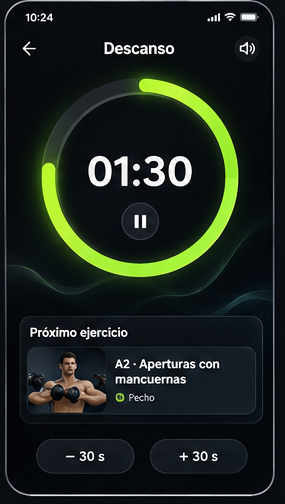 10:24
Descanso
01:30
Próximo ejercicio
A2 · Aperturas con
mancuernas
Pecho
− 30 s
+ 30 s